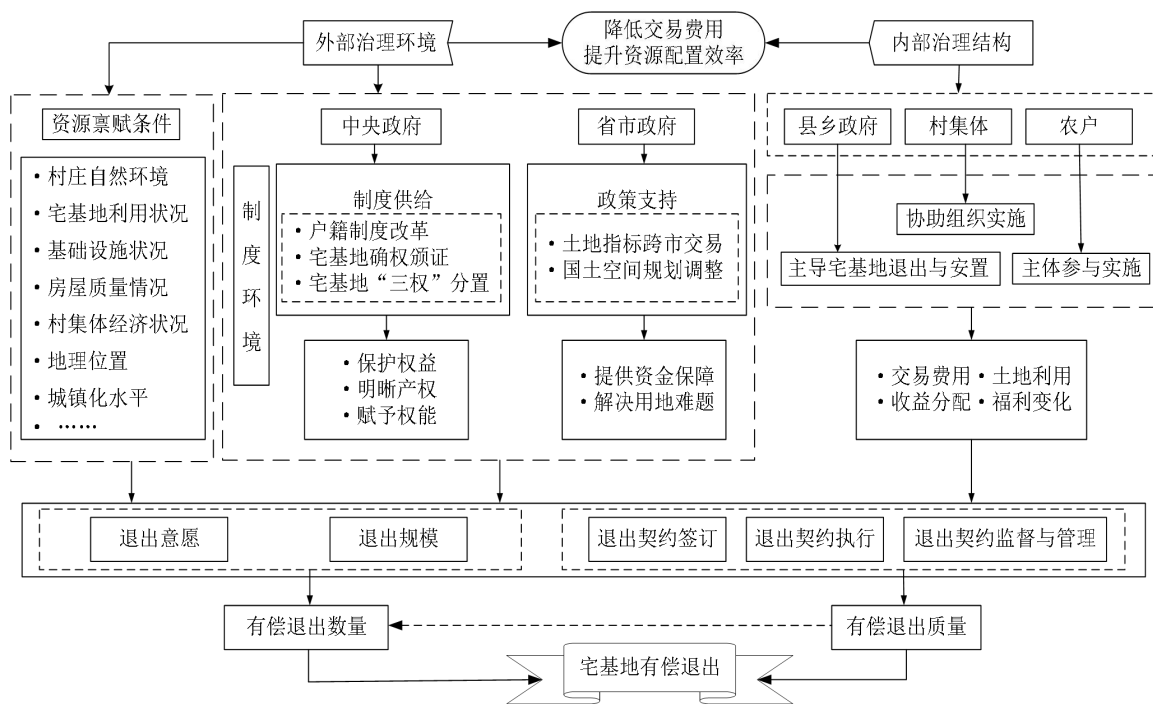 外部治理环境
降低交易费用
提升资源配置效率
内部治理结构
资源禀赋条件
• 村庄自然环境
• 宅基地利用状况
• 基础设施状况
• 房屋质量情况
• 村集体经济状况
• 地理位置
• 城镇化水平
• ……
制度环境
中央政府
制度供给
• 户籍制度改革
• 宅基地确权颁证
• 宅基地“三权”分置
• 保护权益
• 明晰产权
• 赋予权能
省市政府
政策支持
• 土地指标跨市交易
• 国土空间规划调整
• 提供资金保障
• 解决用地难题
县乡政府
村集体
农户
协助组织实施
主导宅基地退出与安置
主体参与实施
• 交易费用 • 土地利用
• 收益分配 • 福利变化
退出意愿
退出规模
退出契约签订
退出契约执行
退出契约监督与管理
有偿退出数量
有偿退出质量
宅基地有偿退出